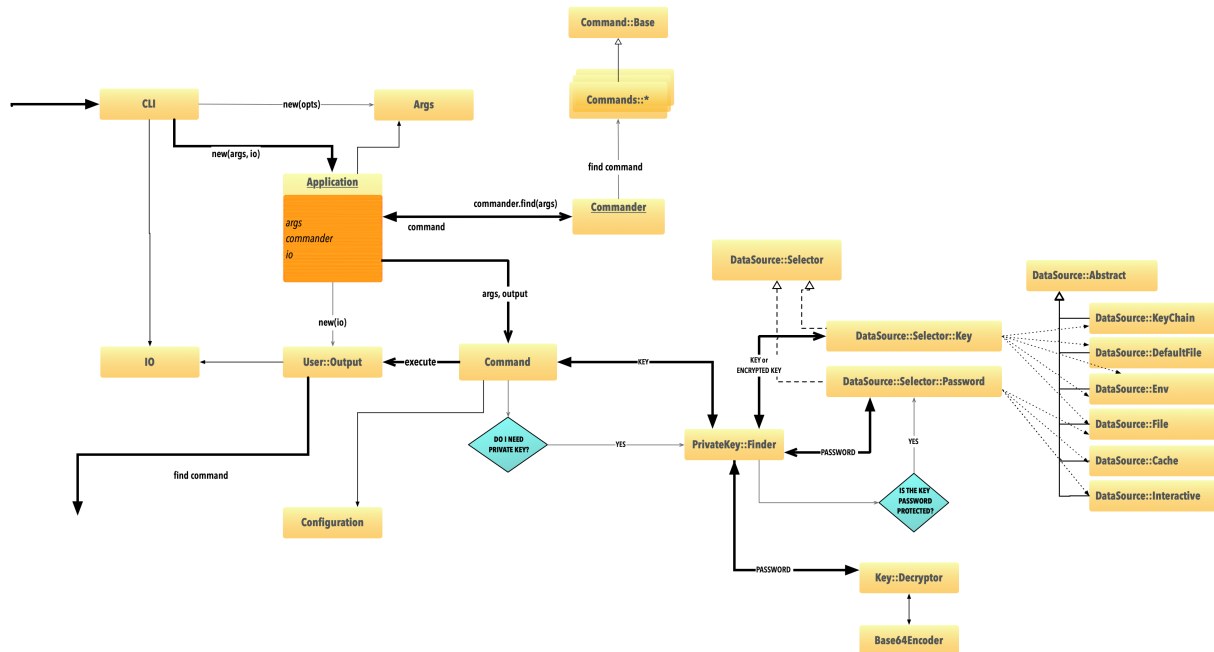 Command::Base
CLI
new(opts)
Args
Commands::*
new(args, io)
find command
Application
commander.find(args)
Commander
command
args
commander
io
DataSource::Selector
DataSource::Abstract
args, output
new(io)
DataSource::KeyChain
DataSource::Selector::Key
IO
User::Output
execute
Command
KEY
KEY or
ENCRYPTED KEY
DataSource::DefaultFile
DataSource::Selector::Password
DataSource::Env
DO I NEED
PRIVATE KEY?
YES
PrivateKey::Finder
PASSWORD
YES
DataSource::File
DataSource::Cache
find command
IS THE KEY
PASSWORD
PROTECTED?
DataSource::Interactive
Configuration
PASSWORD
Key::Decryptor
Base64Encoder